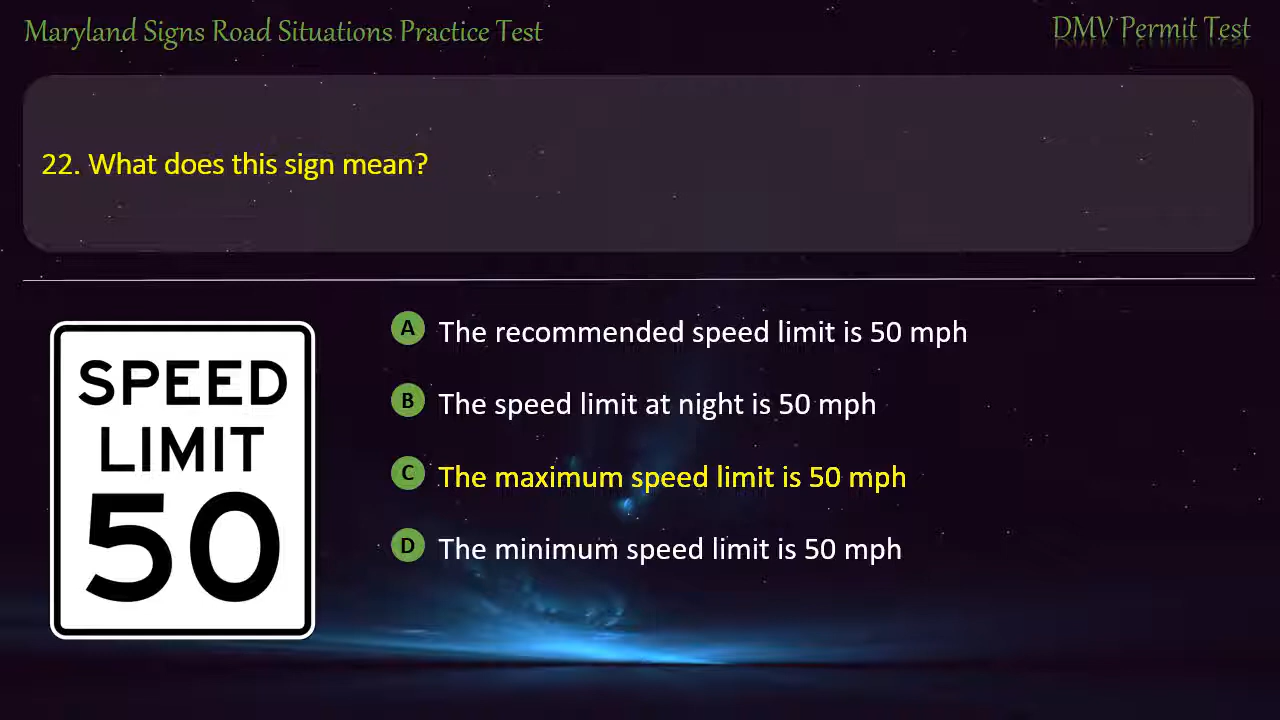 Maryland Signs Road Situations Practice Test
DMV Permit Test
22. What does this sign mean?
SPEED
LIMIT
50
A The recommended speed limit is 50 mph
B The speed limit at night is 50 mph
C The maximum speed limit is 50 mph
D The minimum speed limit is 50 mph